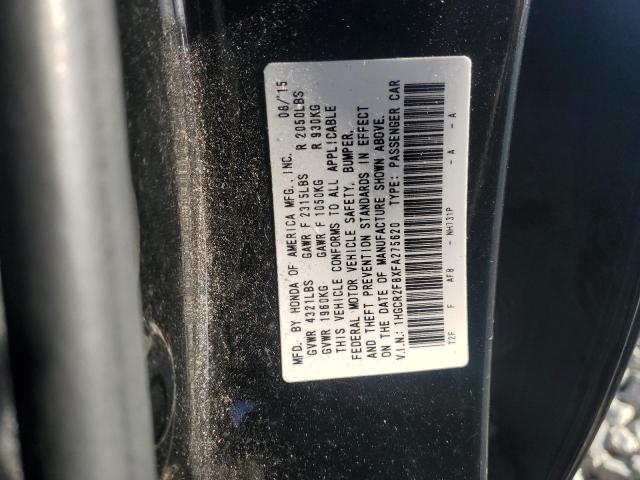 MFD. BY HONDA OF AMERICA MFG., INC. 08/'15
GVWR 4321LBS GAWR F 2315LBS R 2050LBS
GVWR 1960KG GAWR F 1050KG R 930KG
THIS VEHICLE CONFORMS TO ALL APPLICABLE
FEDERAL MOTOR VEHICLE SAFETY, BUMPER,
AND THEFT PREVENTION STANDARDS IN EFFECT
ON THE DATE OF MANUFACTURE SHOWN ABOVE.
V.I.N.: 1HGCR2F8XFA275620 TYPE: PASSENGER CAR
T2F F AF8 - NH731P - A - A